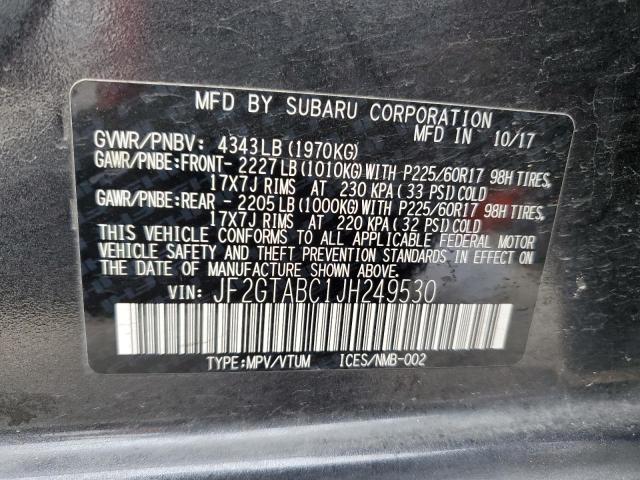 MFD BY SUBARU CORPORATION
MFD IN 10/17
GVWR/PNBV: 4343LB (1970KG)
GAWR/PNBE:FRONT- 2227LB (1010KG) WITH P225/60R17 98H TIRES,
17X7J RIMS AT 230 KPA ( 33 PSI) COLD
GAWR/PNBE:REAR - 2205LB (1000KG) WITH P225/60R17 98H TIRES,
17X7J RIMS AT 220 KPA ( 32 PSI) COLD
THIS VEHICLE CONFORMS TO ALL APPLICABLE FEDERAL MOTOR
VEHICLE SAFETY AND THEFT PREVENTION STANDARDS IN EFFECT ON
THE DATE OF MANUFACTURE SHOWN ABOVE.
VIN: JF2GTABC1JH249530
TYPE:MPV/VTUM ICES/NMB-002